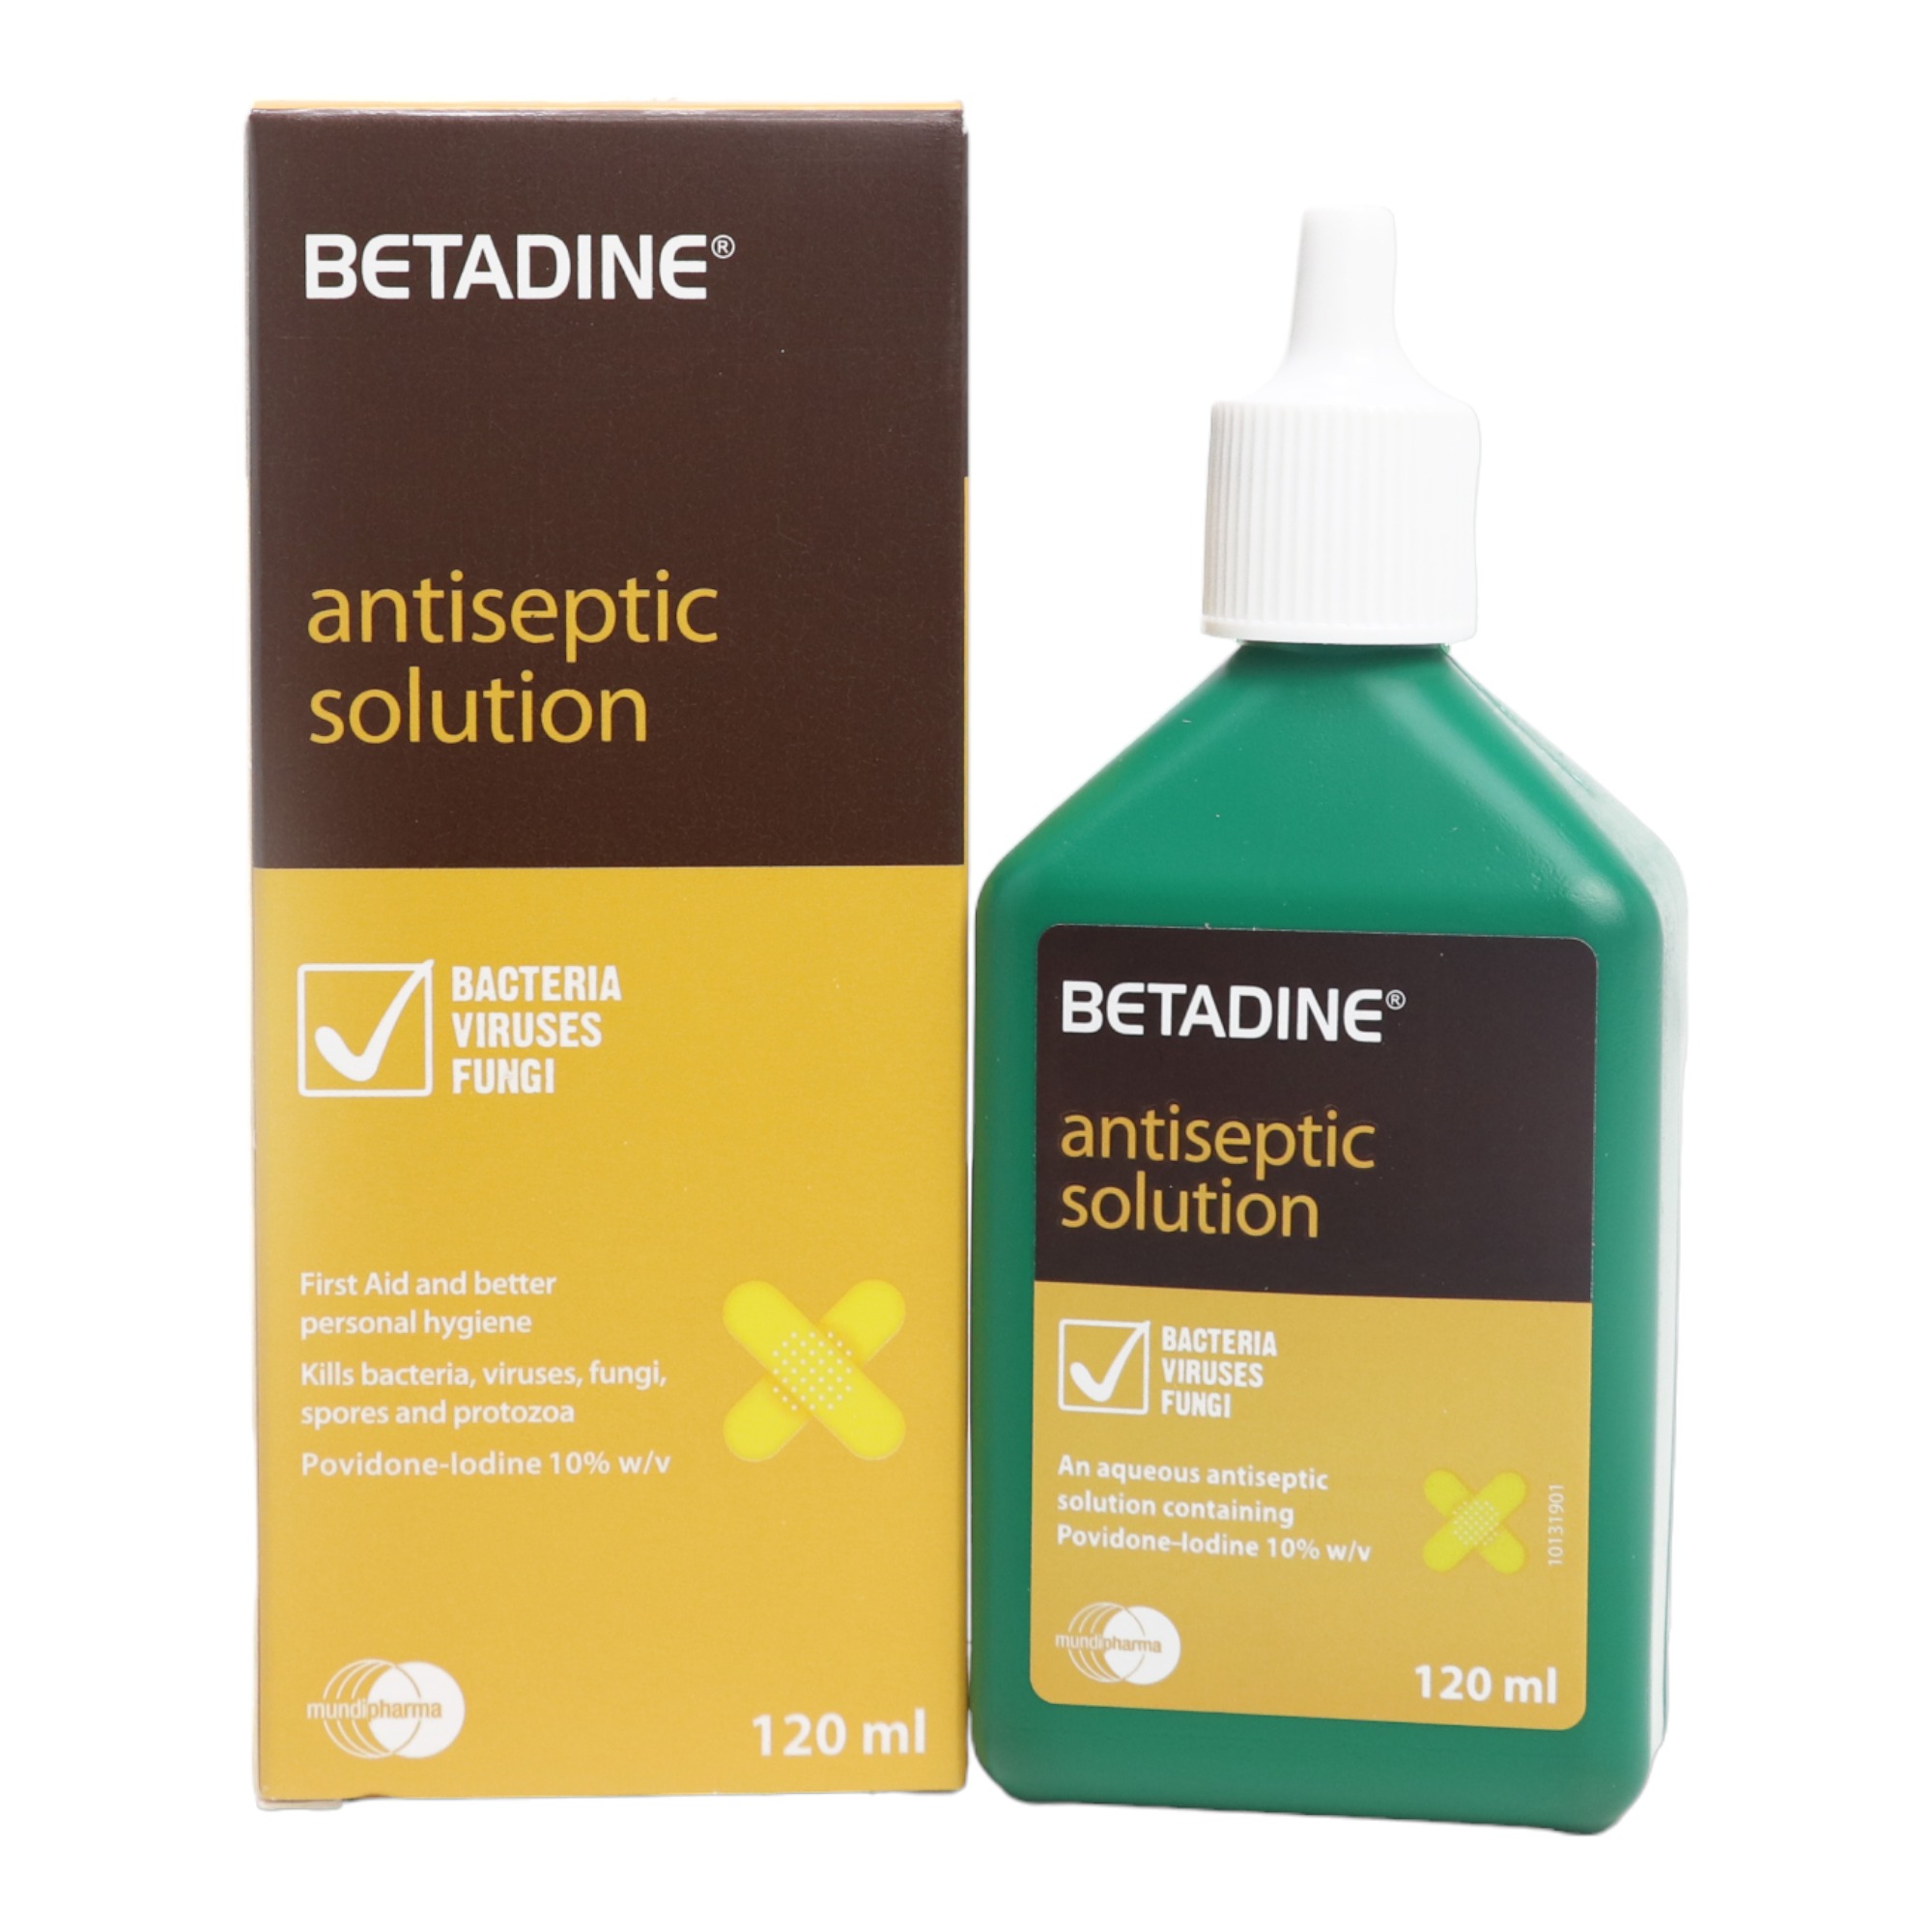 BETADINE®
antiseptic
solution
BACTERIA
VIRUSES
FUNGI
First Aid and better
personal hygiene
Kills bacteria, viruses, fungi,
spores and protozoa
Povidone-Iodine 10% w/v
mundipharma
120 ml
BETADINE®
antiseptic
solution
BACTERIA
VIRUSES
FUNGI
An aqueous antiseptic
solution containing
Povidone-Iodine 10% w/v
10131901
mundipharma
120 ml